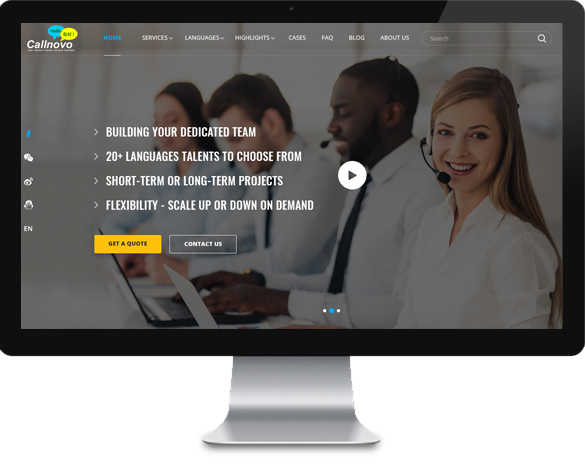 Callnovo
HOME
SERVICES
LANGUAGES
HIGHLIGHTS
CASES
FAQ
BLOG
ABOUT US
Search
BUILDING YOUR DEDICATED TEAM
20+ LANGUAGES TALENTS TO CHOOSE FROM
SHORT-TERM OR LONG-TERM PROJECTS
FLEXIBILITY - SCALE UP OR DOWN ON DEMAND
EN
GET A QUOTE
CONTACT US